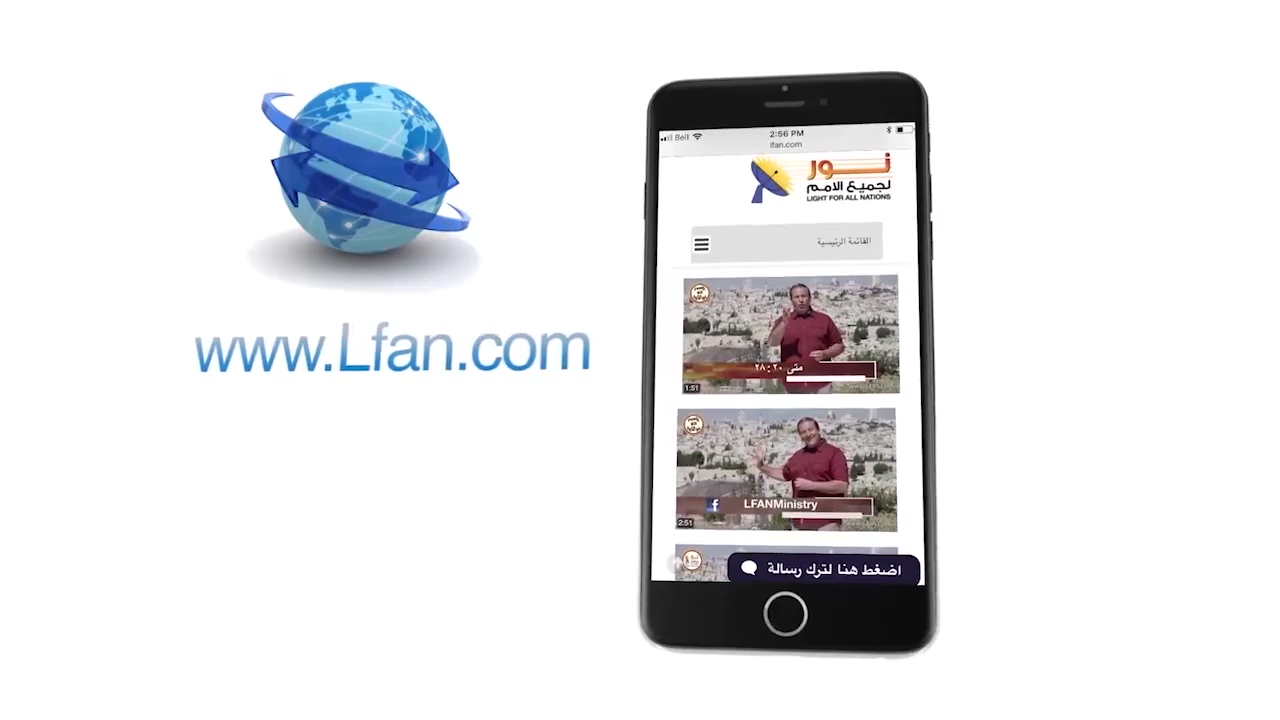 www.Lfan.com
Bell
2:56 PM
lfan.com
نور
لجميع الامم
LIGHT FOR ALL NATIONS
القائمة الرئيسية
متى ٢٠ : ٢٨
1:51
LFANMinistry
2:51
اضغط هنا لترك رسالة